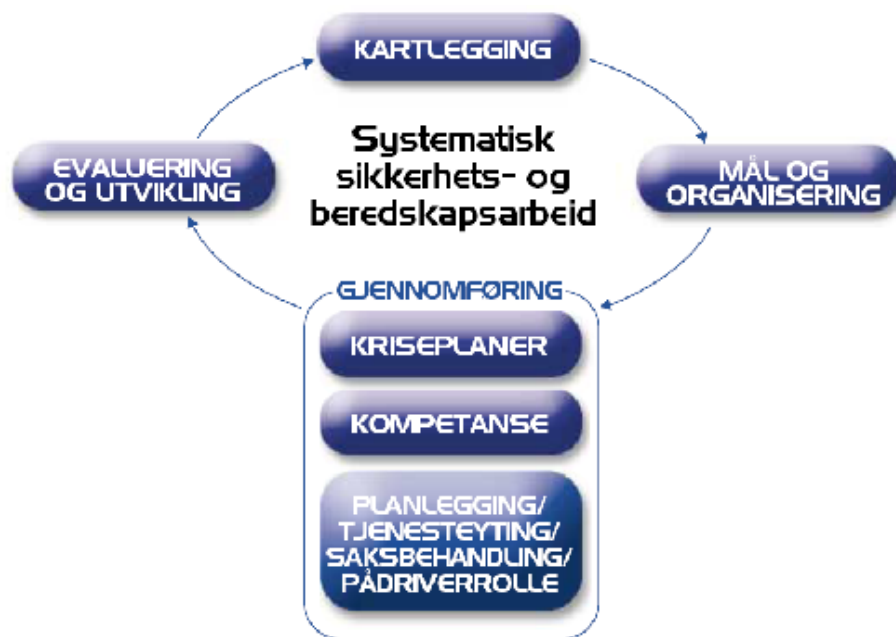 KARTLEGGING
Systematisk
sikkerhets- og
beredskapsarbeid
EVALUERING
OG UTVIKLING
MÅL OG
ORGANISERING
GJENNOMFØRING
KRISEPLANER
KOMPETANSE
PLANLEGGING/
TJENESTEYTING/
SAKSBEHANDLING/
PÅDRIVERROLLE